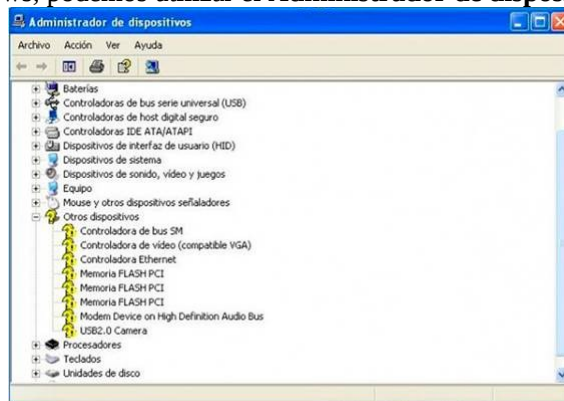 Administrador de dispositivos
Archivo Acción Ver Ayuda
Baterías
Controladoras de bus serie universal (USB)
Controladoras de host digital seguro
Controladoras IDE ATA/ATAPI
Dispositivos de interfaz de usuario (HID)
Dispositivos de sistema
Dispositivos de sonido, vídeo y juegos
Equipo
Mouse y otros dispositivos señaladores
Otros dispositivos
Controladora de bus SM
Controladora de vídeo (compatible VGA)
Controladora Ethernet
Memoria FLASH PCI
Memoria FLASH PCI
Memoria FLASH PCI
Modem Device on High Definition Audio Bus
USB2.0 Camera
Procesadores
Teclados
Unidades de disco